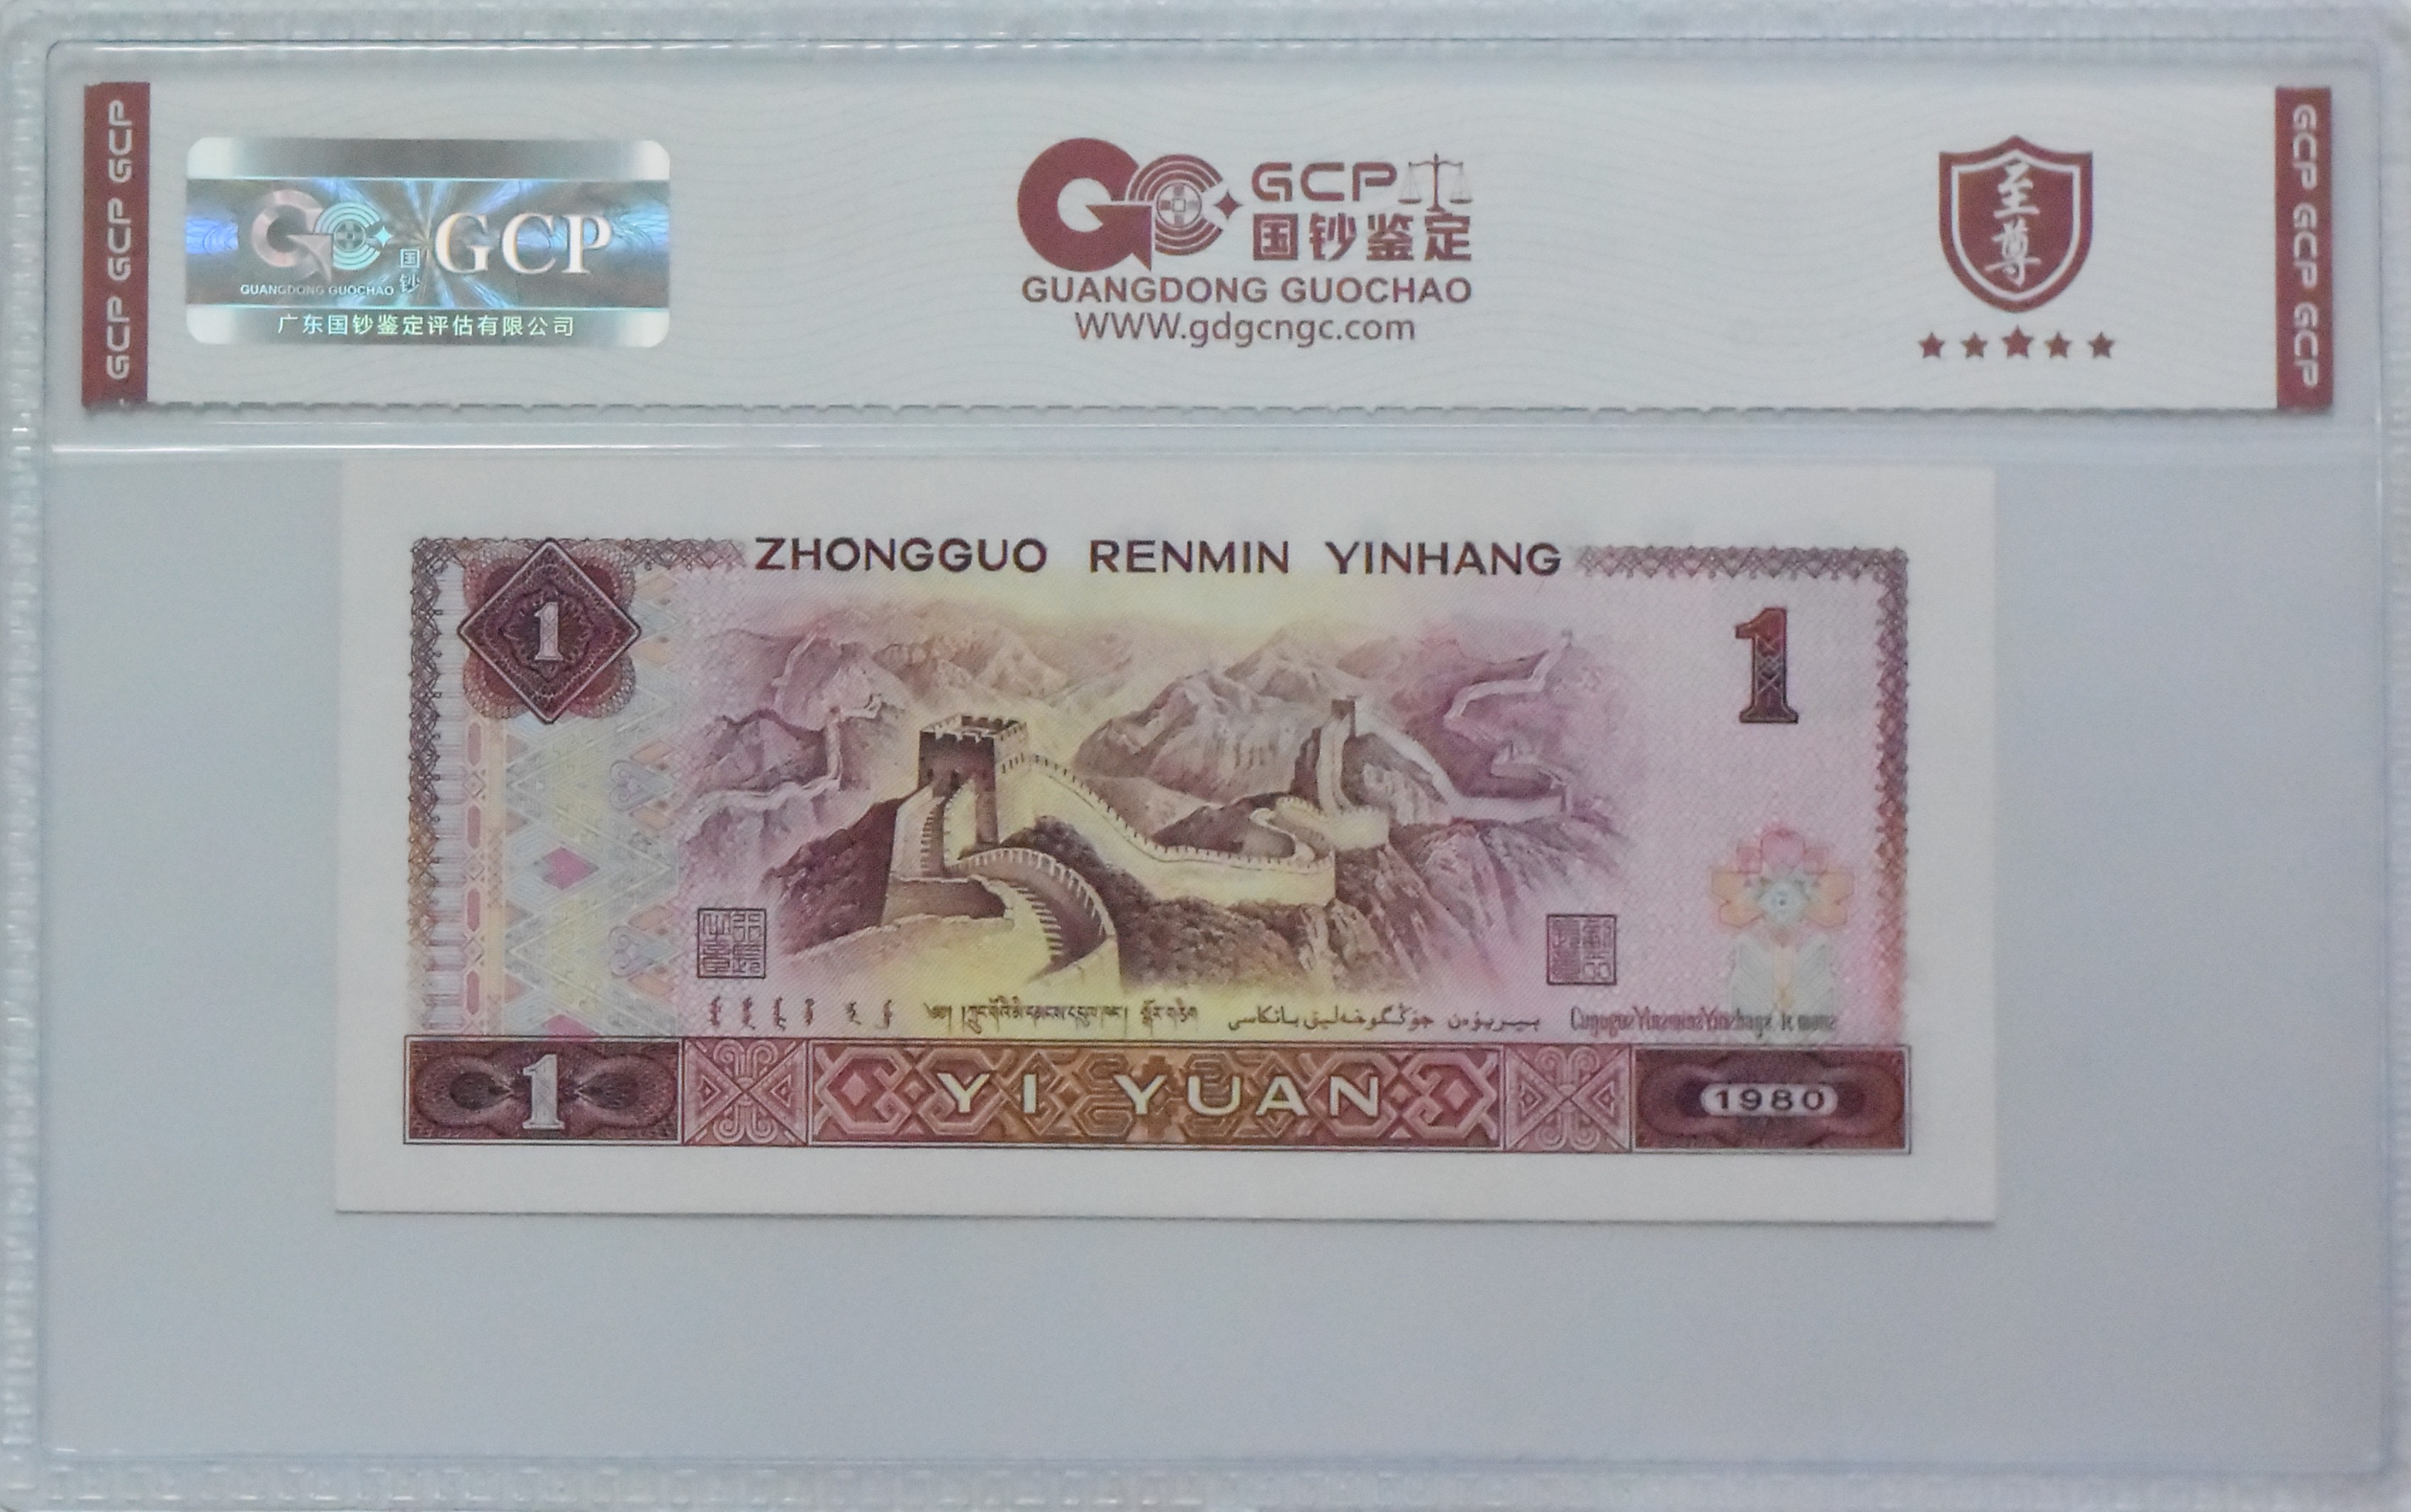 GCP GCP GCP
GCP
国钞
GUANGDONG GUOCHAO
广东国钞鉴定评估有限公司
GCP
国钞鉴定
GUANGDONG GUOCHAO
WWW.gdgcngc.com
至尊
GCP GCP GCP
ZHONGGUO RENMIN YINHANG
1
1
1
YI YUAN
1980